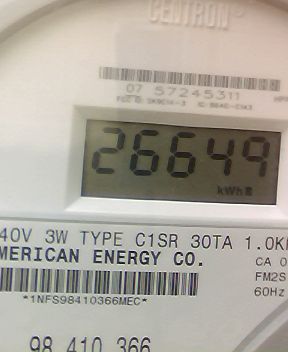 CENTRON
07 57245311
26649
kWh
40V 3W TYPE C1SR 30TA 1.0K
MERICAN ENERGY CO.
CA 0
FM2S
60Hz
*1NFS98410366MEC*
98 410 366